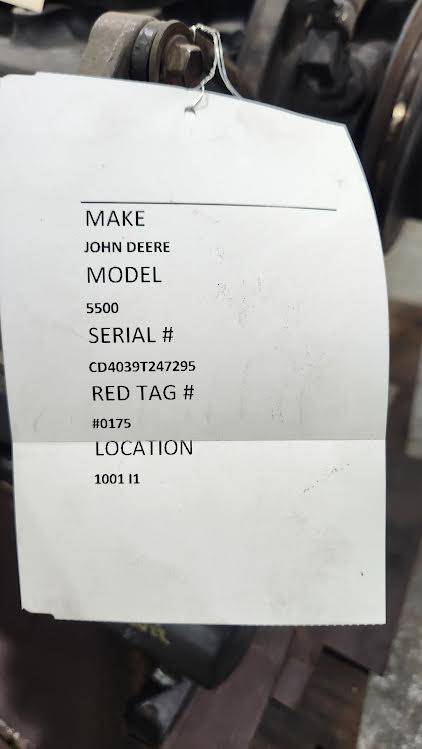 MAKE
JOHN DEERE
MODEL
5500
SERIAL #
CD4039T247295
RED TAG #
#0175
LOCATION
1001 I1